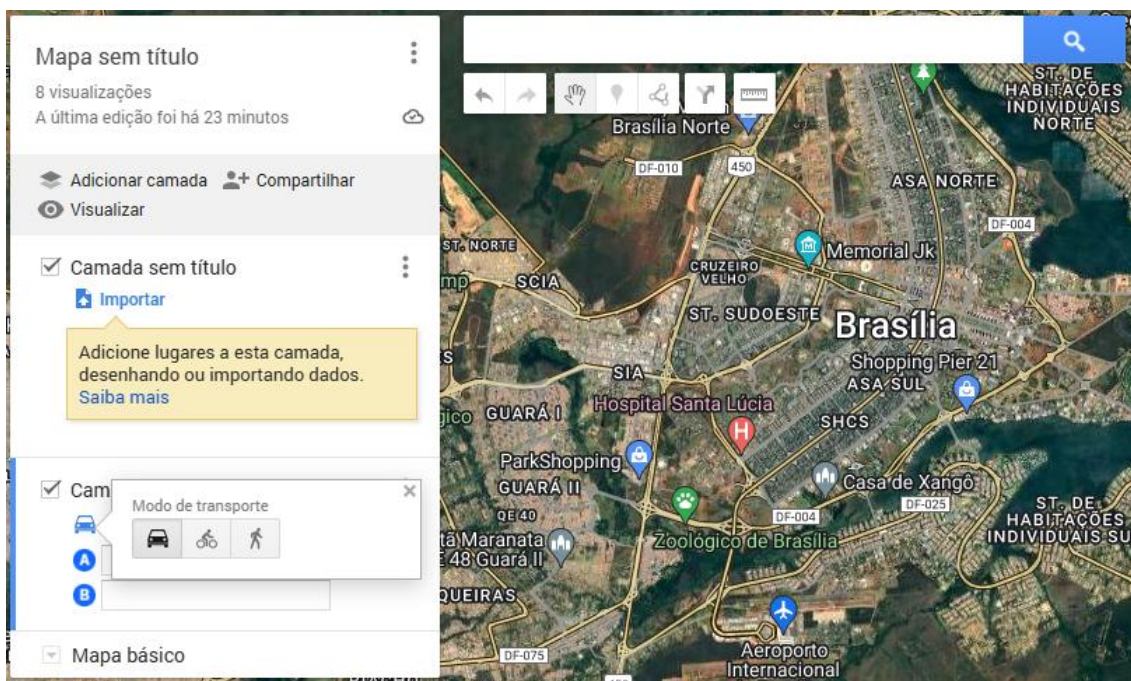 Mapa sem título
8 visualizações
A última edição foi há 23 minutos
Adicionar camada
Compartilhar
Visualizar
Camada sem título
Importar
Adicione lugares a esta camada,
desenhando ou importando dados.
Saiba mais
Cam
Modo de transporte
A
B
Mapa básico
Brasília Norte
DF-010
450
ST. DE
HABITAÇÕES
INDIVIDUAIS
NORTE
ASA NORTE
DF-004
ST. NORTE
Memorial Jk
CRUZEIRO
VELHO
SCIA
ST. SUDOESTE
Brasília
Shopping Pier 21
ASA SUL
SIA
GUARÁ I
Hospital Santa Lúcia
H
SHCS
ParkShopping
GUARÁ II
Casa de Xangô
DF-025
QE 40
DF-004
ST. DE
HABITAÇÕES
INDIVIDUAIS SU
Maranata
48 Guará II
Zoológico de Brasília
QUEIRAS
DF-075
Aeroporto
Internacional